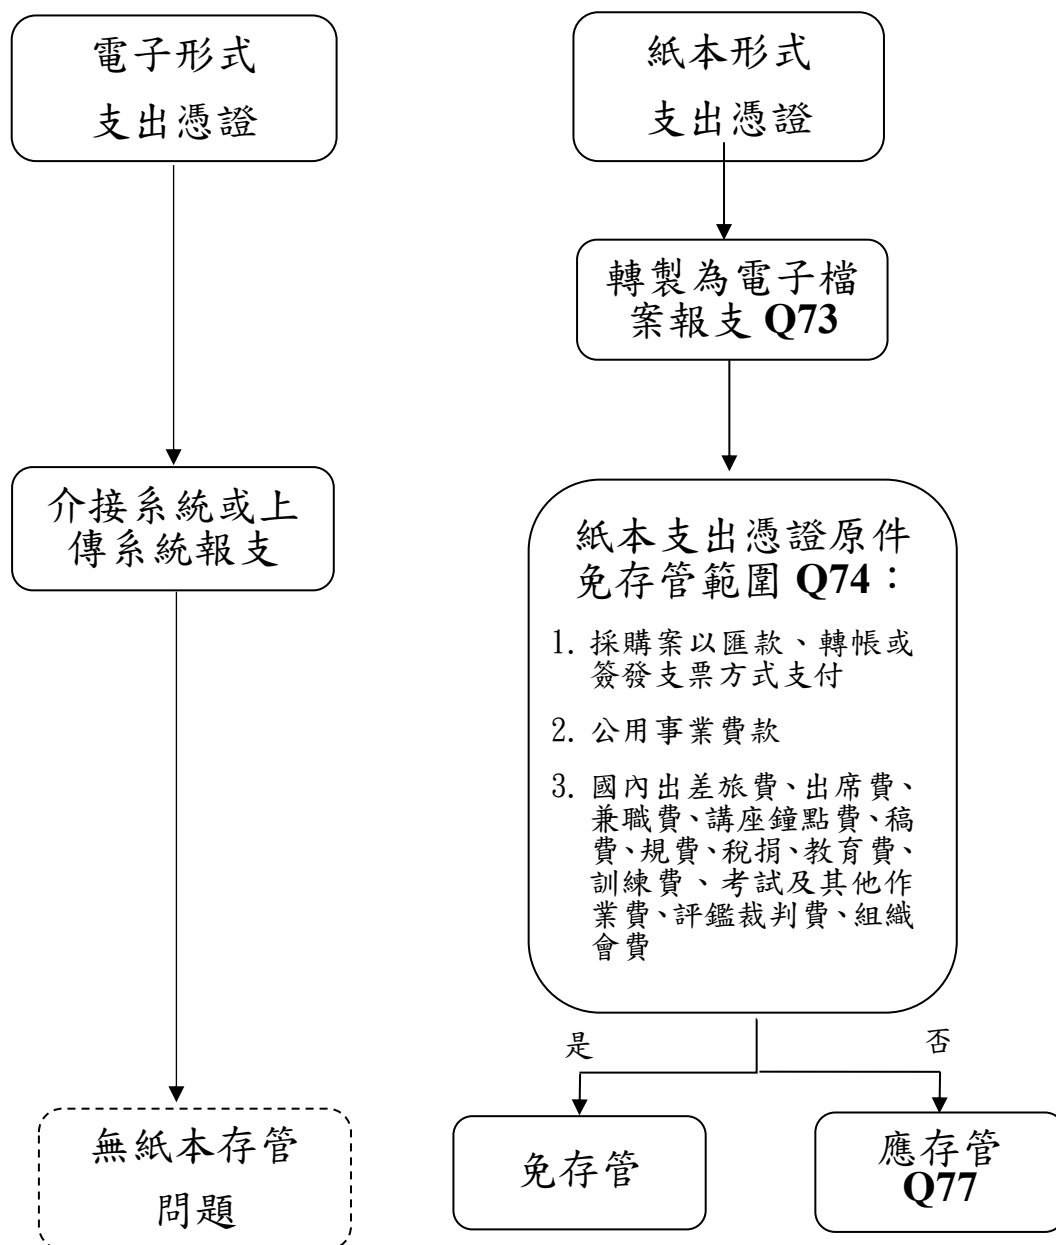 電子形式
支出憑證
紙本形式
支出憑證
轉製為電子檔
案報支 Q73
介接系統或上
傳系統報支
紙本支出憑證原件
免存管範圍 Q74：
1. 採購案以匯款、轉帳或
簽發支票方式支付
2. 公用事業費款
3. 國內出差旅費、出席費、
兼職費、講座鐘點費、稿
費、規費、稅捐、教育費、
訓練費、考試及其他作
業費、評鑑裁判費、組織
會費
是
否
無紙本存管
問題
免存管
應存管
Q77